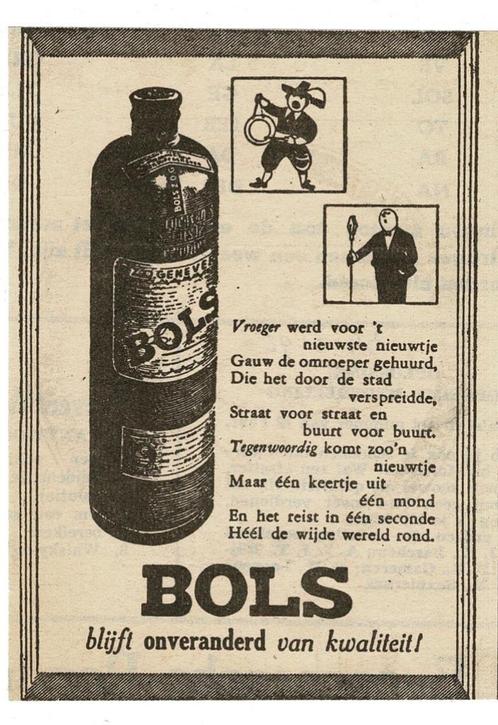 BOLS
GENEVER
BOLS
Vroeger werd voor 't
nieuwste nieuwtje
Gauw de omroeper gehuurd,
Die het door de stad
verspreidde,
Straat voor straat en
buurt voor buurt.
Tegenwoordig komt zoo'n
nieuwtje
Maar één keertje uit
één mond
En het reist in één seconde
Héél de wijde wereld rond.
BOLS
blijft onveranderd van kwaliteit!